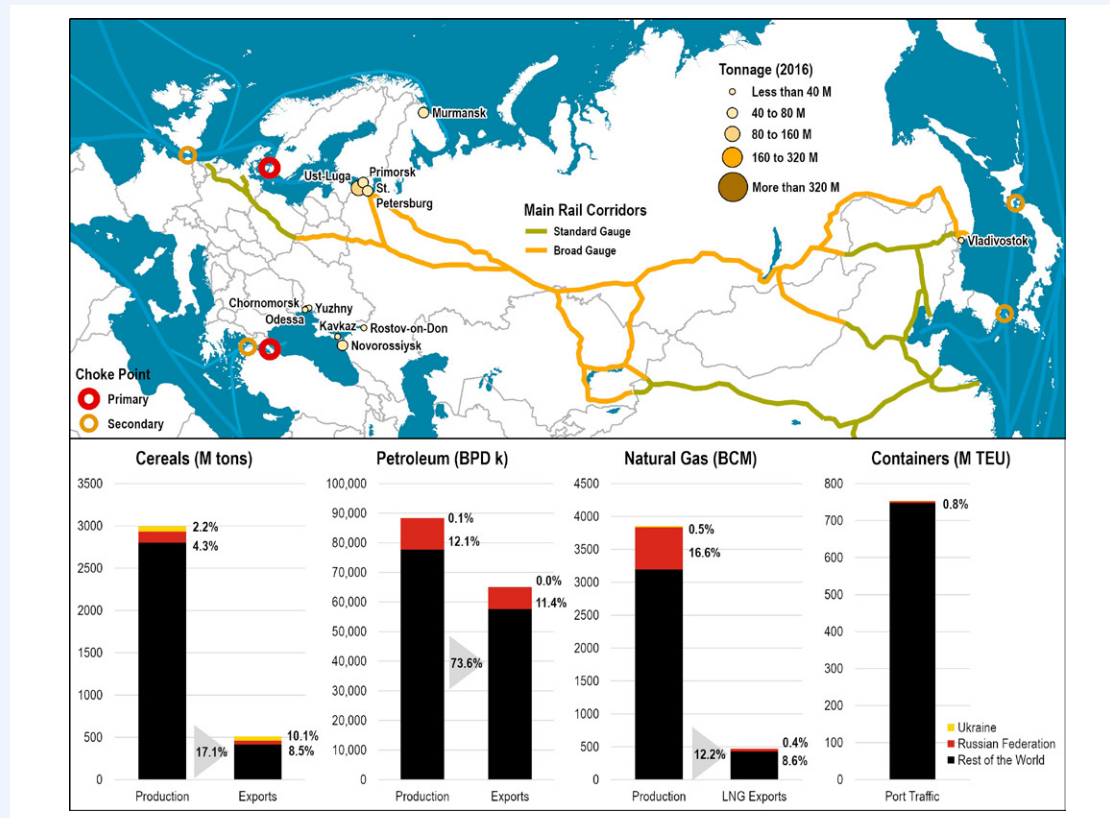 Tonnage (2016)
Less than 40 M
40 to 80 M
80 to 160 M
160 to 320 M
More than 320 M
Murmansk
Ust-Luga
Primorsk
St.
Petersburg
Main Rail Corridors
Standard Gauge
Broad Gauge
Vladivostok
Chornomorsk
Yuzhny
Odessa
Kavkaz
Rostov-on-Don
Novorossiysk
Choke Point
Primary
Secondary
Cereals (M tons)
3500
3000
2500
2000
1500
1000
500
0
2.2%
4.3%
17.1%
10.1%
8.5%
Production
Exports
Petroleum (BPD k)
100,000
90,000
80,000
70,000
60,000
50,000
40,000
30,000
20,000
10,000
0
0.1%
12.1%
73.6%
0.0%
11.4%
Production
Exports
Natural Gas (BCM)
4500
4000
3500
3000
2500
2000
1500
1000
500
0
0.5%
16.6%
12.2%
0.4%
8.6%
Production
LNG Exports
Containers (M TEU)
800
700
600
500
400
300
200
100
0
0.8%
Ukraine
Russian Federation
Rest of the World
Port Traffic